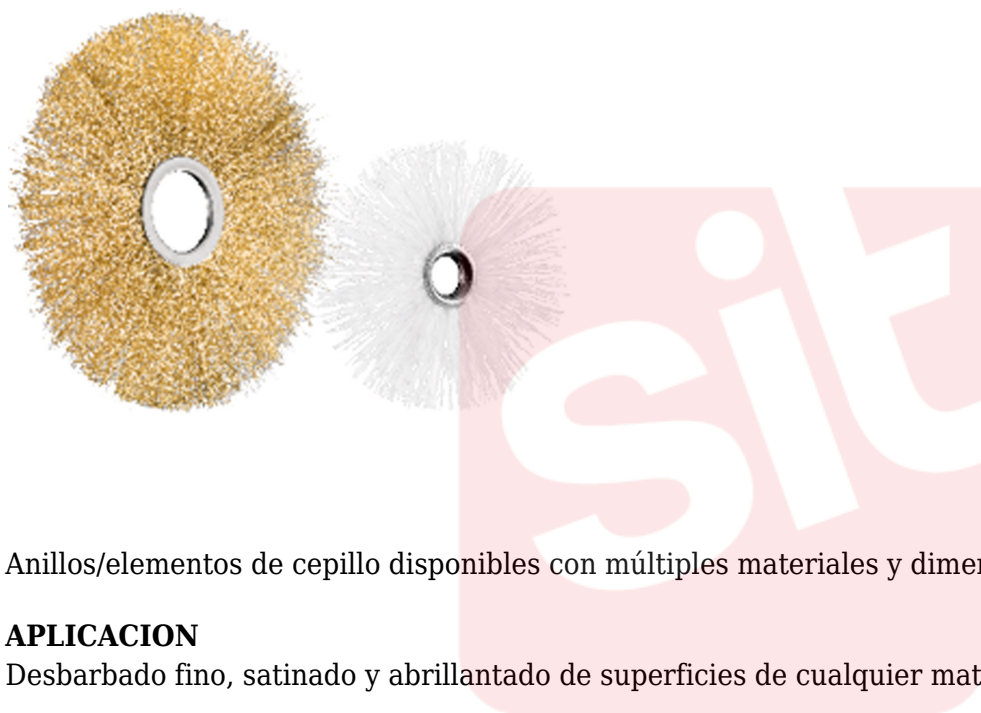 sit
Anillos/elementos de cepillo disponibles con múltiples materiales y
APLICACION
Desbarbado fino, satinado y abrillantado de superficies de cualquier